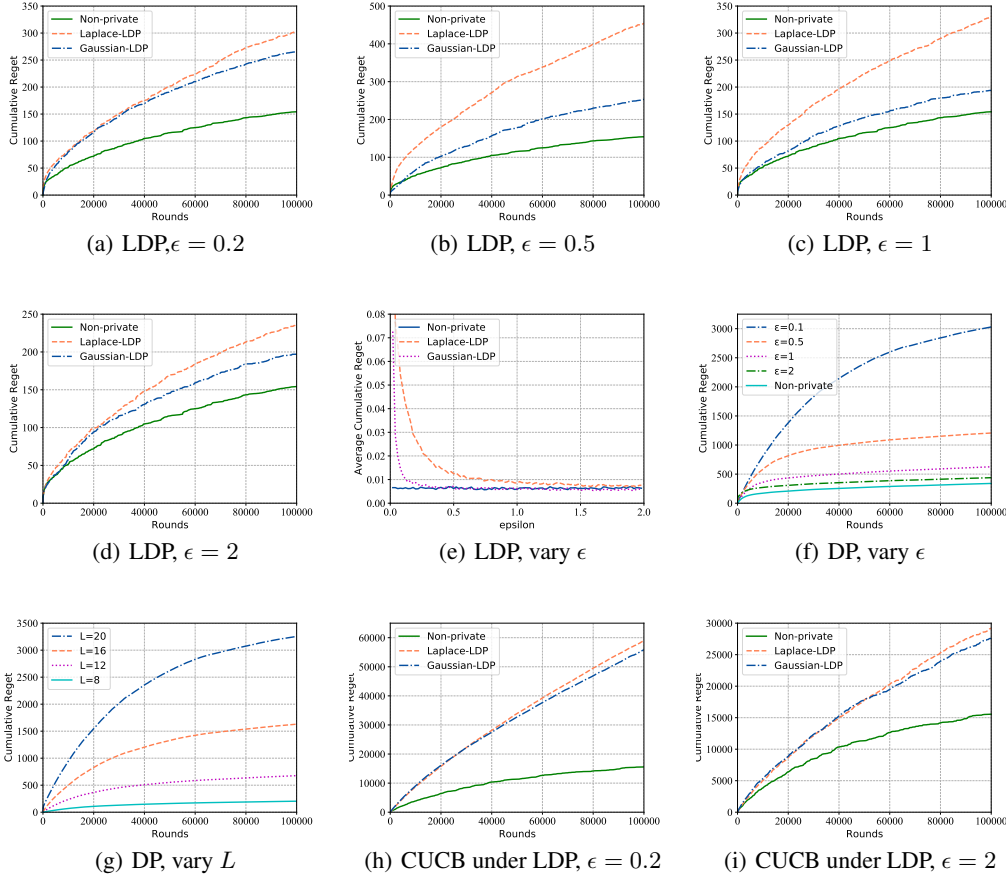 300
250
200
150
100
50
0
Cumulative Reget
Non-private
Laplace-LDP
Gaussian-LDP
0 20000 40000 60000 80000 100000
Rounds
(a) LDP,ϵ = 0.2
500
400
300
200
100
0
Cumulative Reget
Non-private
Laplace-LDP
Gaussian-LDP
0 20000 40000 60000 80000 100000
Rounds
(b) LDP, ϵ = 0.5
300
250
200
150
100
50
0
Cumulative Reget
Non-private
Laplace-LDP
Gaussian-LDP
0 20000 40000 60000 80000 100000
Rounds
(c) LDP, ϵ = 1
250
200
150
100
50
0
Cumulative Reget
Non-private
Laplace-LDP
Gaussian-LDP
0 20000 40000 60000 80000 100000
Rounds
(d) LDP, ϵ = 2
0.08
0.07
0.06
0.05
0.04
0.03
0.02
0.01
0.00
Average Cumulative Reget
Non-private
Laplace-LDP
Gaussian-LDP
0.0 0.5 1.0 1.5 2.0
epsilon
(e) LDP, vary ϵ
3000
2500
2000
1500
1000
500
0
Cumulative Reget
ε=0.1
ε=0.5
ε=1
ε=2
Non-private
0 20000 40000 60000 80000 100000
Rounds
(f) DP, vary ϵ
3500
3000
2500
2000
1500
1000
500
0
Cumulative Reget
L=20
L=16
L=12
L=8
0 20000 40000 60000 80000 100000
Rounds
(g) DP, vary L
60000
50000
40000
30000
20000
10000
0
Cumulative Reget
Non-private
Laplace-LDP
Gaussian-LDP
0 20000 40000 60000 80000 100000
Rounds
(h) CUCB under LDP, ϵ = 0.2
30000
25000
20000
15000
10000
5000
0
Cumulative Reget
Non-private
Laplace-LDP
Gaussian-LDP
0 20000 40000 60000 80000 100000
Rounds
(i) CUCB under LDP, ϵ = 2